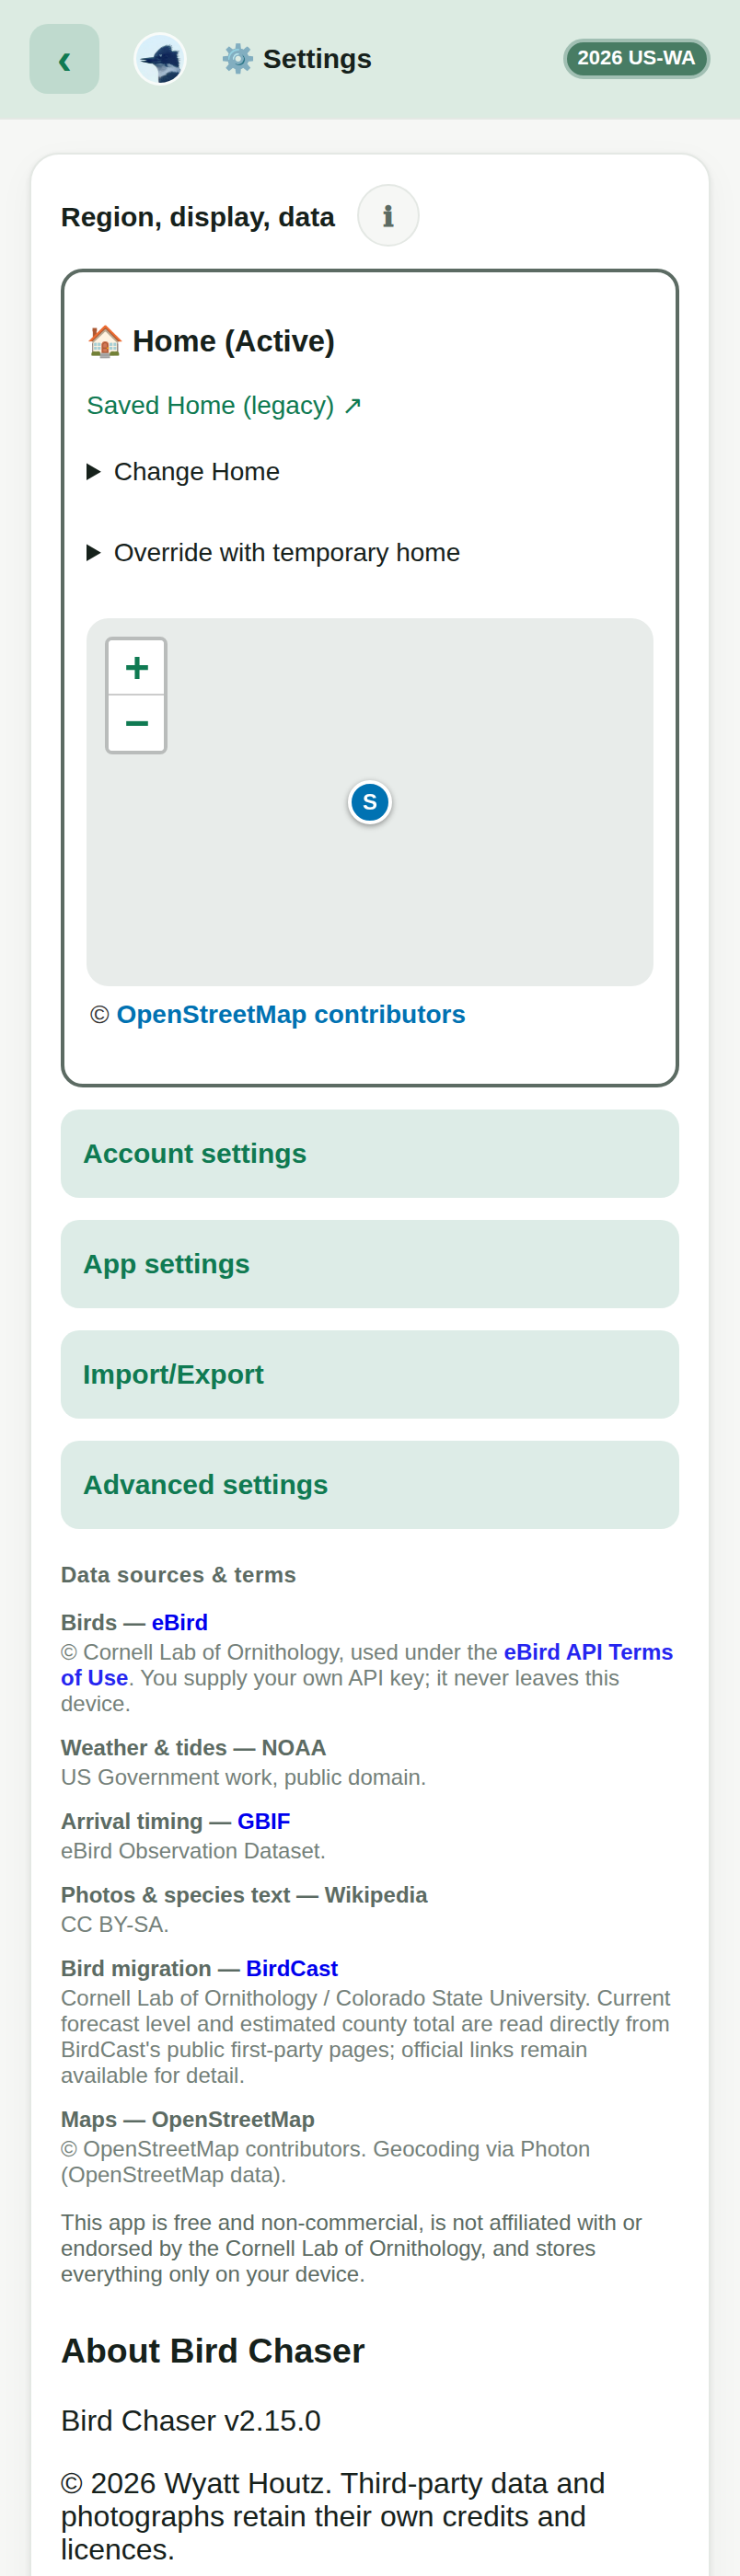 ‹ ⚙️ Settings 2026 US-WA
Region, display, data ℹ
🏠 Home (Active)
Saved Home (legacy) ↗
▶ Change Home
▶ Override with temporary home
+
−
S
© OpenStreetMap contributors
Account settings
App settings
Import/Export
Advanced settings
Data sources & terms
Birds — eBird
© Cornell Lab of Ornithology, used under the eBird API Terms
of Use. You supply your own API key; it never leaves this
device.
Weather & tides — NOAA
US Government work, public domain.
Arrival timing — GBIF
eBird Observation Dataset.
Photos & species text — Wikipedia
CC BY-SA.
Bird migration — BirdCast
Cornell Lab of Ornithology / Colorado State University. Current
forecast level and estimated county total are read directly from
BirdCast's public first-party pages; official links remain
available for detail.
Maps — OpenStreetMap
© OpenStreetMap contributors. Geocoding via Photon
(OpenStreetMap data).
This app is free and non-commercial, is not affiliated with or
endorsed by the Cornell Lab of Ornithology, and stores
everything only on your device.
About Bird Chaser
Bird Chaser v2.15.0
© 2026 Wyatt Houtz. Third-party data and
photographs retain their own credits and
licences.